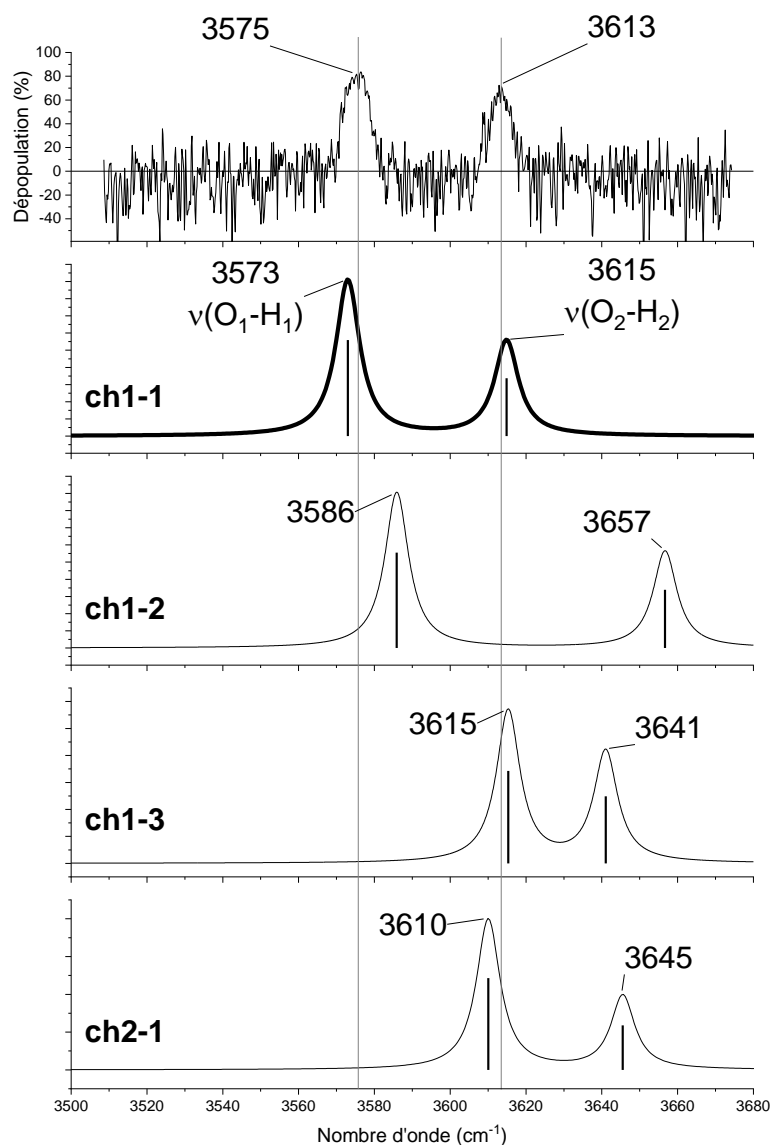 3575
3613
Dépopulation (%)
100
80
60
40
20
0
-20
-40
3573
ν(O₁-H₁)
3615
ν(O₂-H₂)
ch1-1
3586
3657
ch1-2
3615
3641
ch1-3
3610
3645
ch2-1
3500 3520 3540 3560 3580 3600 3620 3640 3660 3680
Nombre d'onde (cm⁻¹)